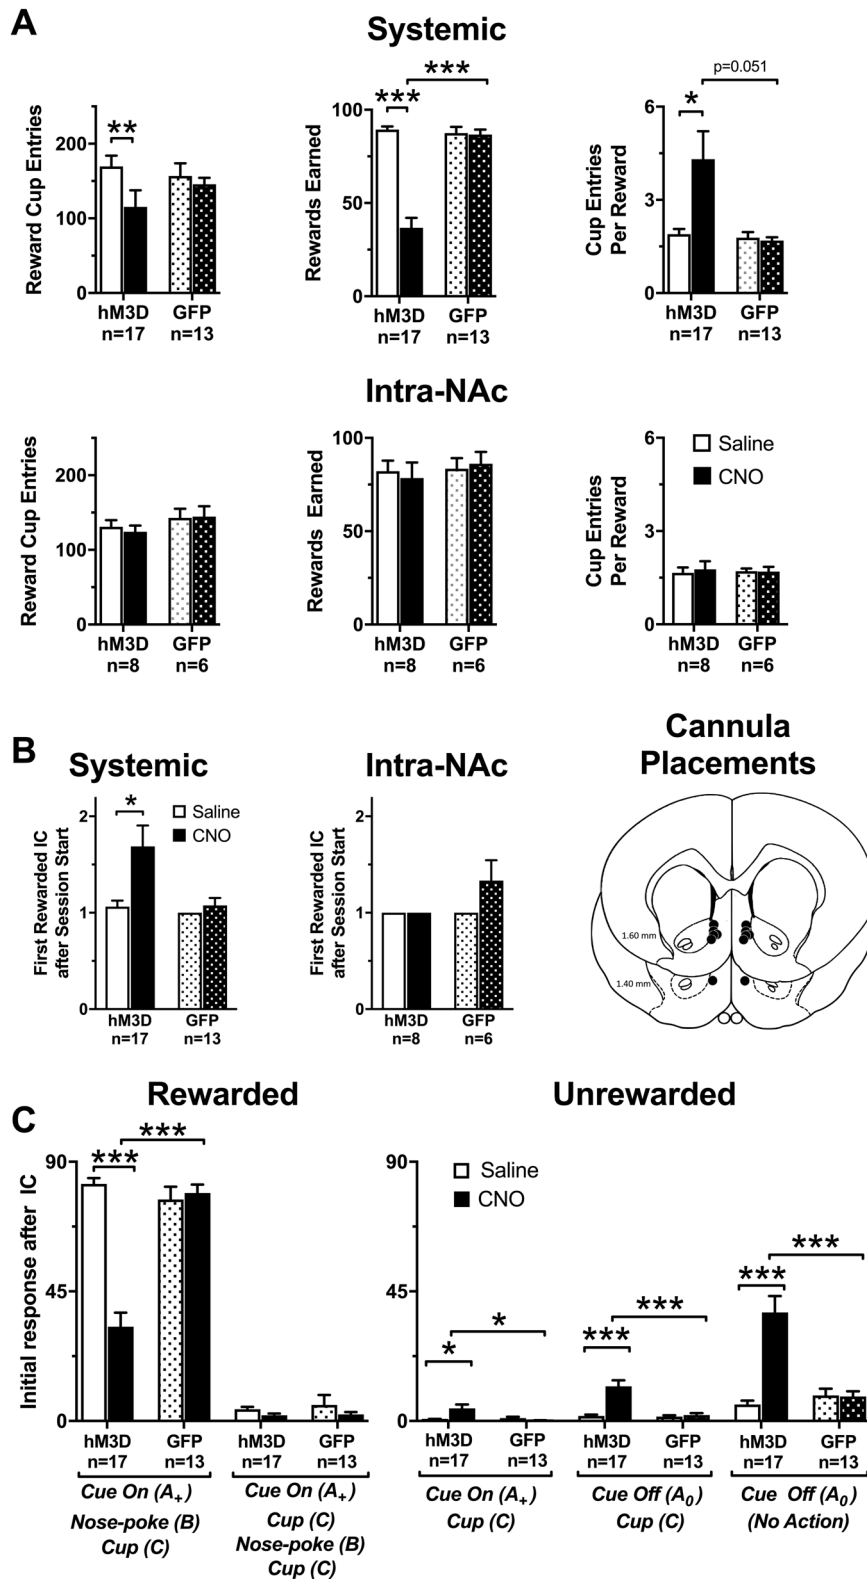 A
Systemic
Reward Cup Entries
200
100
0
**
hM3D
n=17
GFP
n=13
Rewards Earned
100
50
0
***
***
hM3D
n=17
GFP
n=13
Cup Entries
Per Reward
6
3
0
*
p=0.051
hM3D
n=17
GFP
n=13
Intra-NAc
Reward Cup Entries
200
100
0
hM3D
n=8
GFP
n=6
Rewards Earned
100
50
0
hM3D
n=8
GFP
n=6
Cup Entries
Per Reward
6
3
0
Saline
CNO
hM3D
n=8
GFP
n=6
B
Systemic
First Rewarded IC
after Session Start
2
1
0
*
Saline
CNO
hM3D
n=17
GFP
n=13
Intra-NAc
First Rewarded IC
after Session Start
2
1
0
hM3D
n=8
GFP
n=6
Cannula
Placements
1.60 mm
1.40 mm
C
Rewarded
Initial response after IC
90
45
0
***
***
hM3D
n=17
GFP
n=13
hM3D
n=17
GFP
n=13
Cue On (A+)
Nose-poke (B)
Cup (C)
Cue On (A+)
Cup (C)
Nose-poke (B)
Cup (C)
Unrewarded
90
45
0
Saline
CNO
*
*
***
***
***
***
hM3D
n=17
GFP
n=13
hM3D
n=17
GFP
n=13
hM3D
n=17
GFP
n=13
Cue On (A+)
Cup (C)
Cue Off (A0)
Cup (C)
Cue Off (A0)
(No Action)